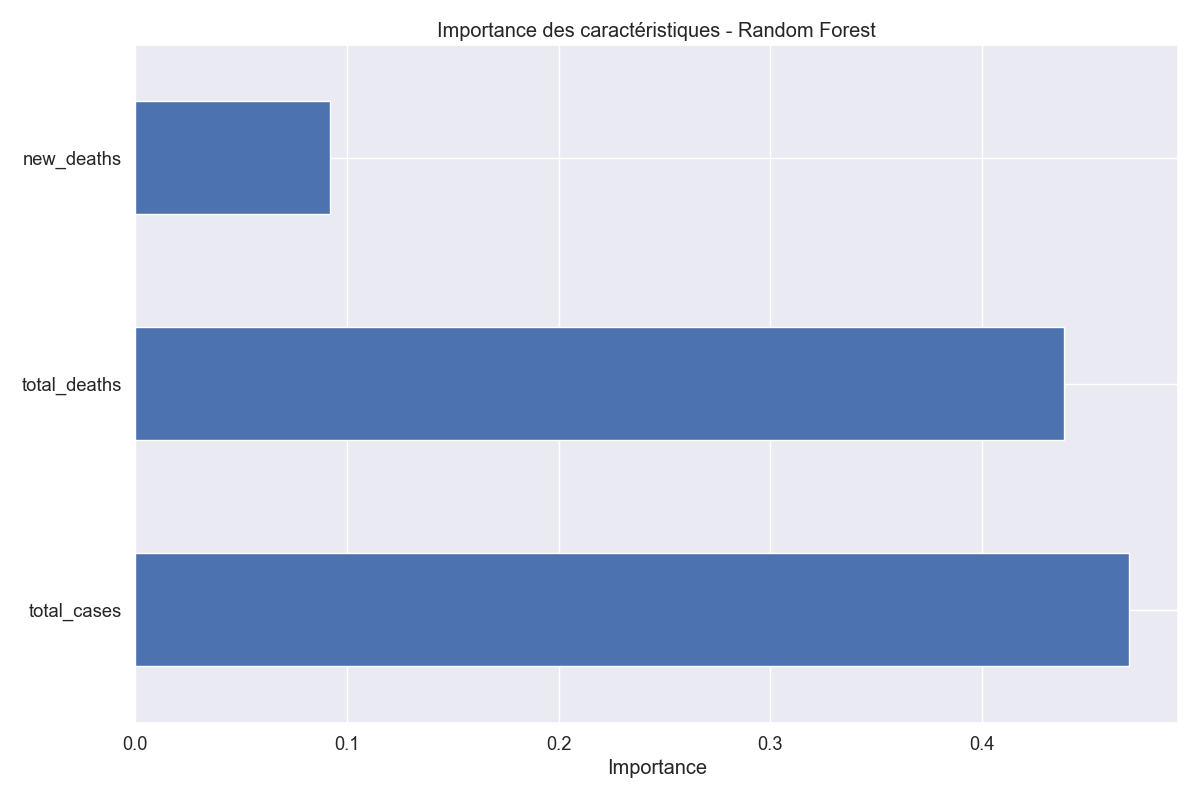 Importance des caractéristiques - Random Forest
new_deaths
total_deaths
total_cases
0.0 0.1 0.2 0.3 0.4
Importance